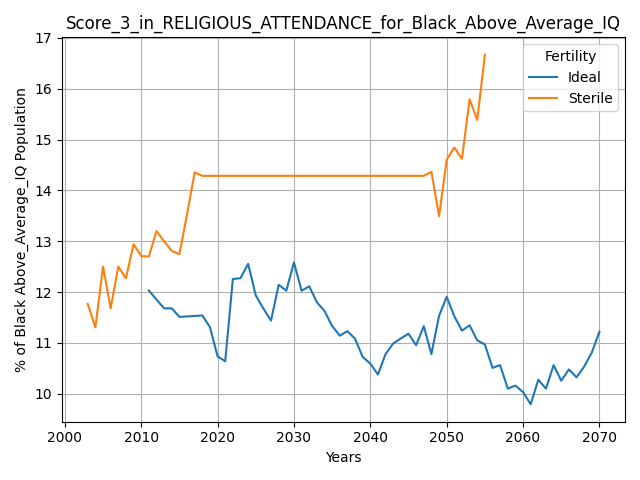 Score_3_in_RELIGIOUS_ATTENDANCE_for_Black_Above_Average_IQ
% of Black Above_Average_IQ Population
17
16
15
14
13
12
11
10
Fertility
Ideal
Sterile
2000 2010 2020 2030 2040 2050 2060 2070
Years